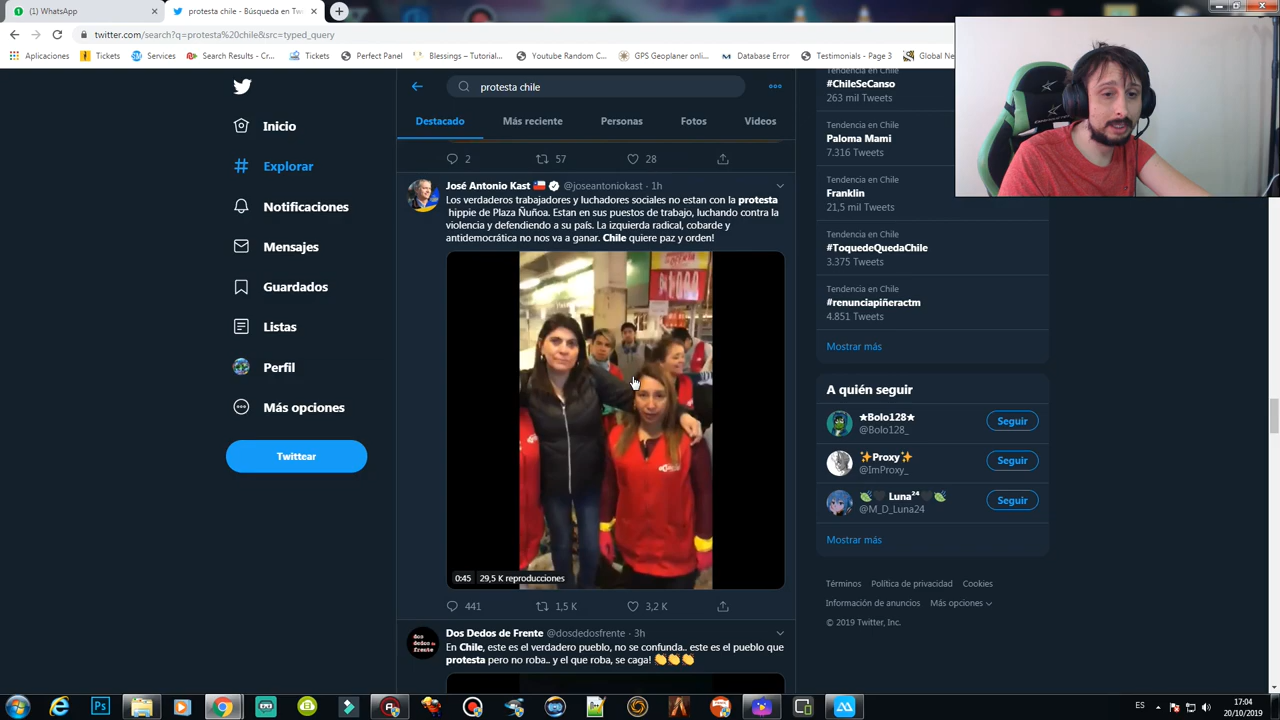 (1) WhatsApp
protesta chile - Búsqueda en Tw
twitter.com/search?q=protesta%20chile&src=typed_query
Aplicaciones
Tickets
Services
Search Results · Cr...
Tickets
Perfect Panel
Blessings – Tutorial...
Youtube Random C...
GPS Geoplaner onli...
Database Error
Testimonials - Page 3
Global Ne
Inicio
Explorar
Notificaciones
Mensajes
Guardados
Listas
Perfil
Más opciones
Twittear
protesta chile
Destacado
Más reciente
Personas
Fotos
Videos
2
57
28
José Antonio Kast @joseantoniokast · 1h
Los verdaderos trabajadores y luchadores sociales no estan con la protesta
hippie de Plaza Ñuñoa. Estan en sus puestos de trabajo, luchando contra la
violencia y defendiendo a su país. La izquierda radical, cobarde y
antidemocrática no nos va a ganar. Chile quiere paz y orden!
0:45
29,5 K reproducciones
441
1,5 K
3,2 K
dos
dedos de
frente
Dos Dedos de Frente @dosdedosfrente · 3h
En Chile, este es el verdadero pueblo, no se confunda.. este es el pueblo que
protesta pero no roba.. y el que roba, se caga! 👏👏👏
Tendencia en Chile
#ChileSeCanso
263 mil Tweets
Tendencia en Chile
Paloma Mami
7.316 Tweets
Tendencia en Chile
Franklin
21,5 mil Tweets
Tendencia en Chile
#ToqueDeQuedaChile
3.375 Tweets
Tendencia en Chile
#renunciapiñeractm
4.851 Tweets
Mostrar más
A quién seguir
★Bolo128★
@Bolo128_
Seguir
✨Proxy✨
@ImProxy_
Seguir
🍃🖤 Luna²⁴🖤🍃
@M_D_Luna24
Seguir
Mostrar más
Términos
Política de privacidad
Cookies
Información de anuncios
Más opciones
© 2019 Twitter, Inc.
Ps
ES
17:04
20/10/2019